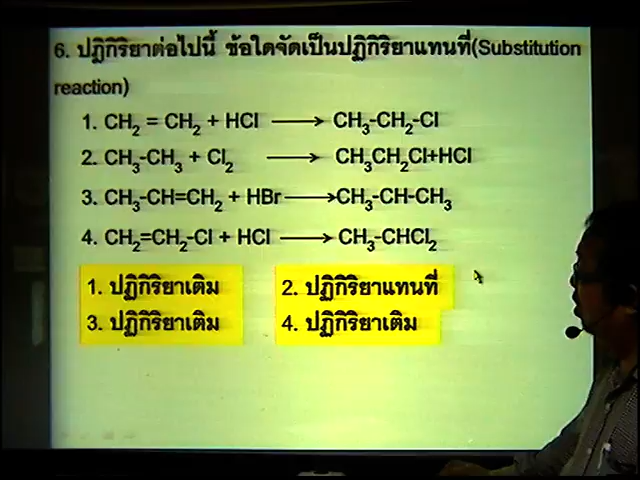 6. ปฏิกิริยาต่อไปนี้ ข้อใดจัดเป็นปฏิกิริยาแทนที่(Substitution
reaction)
1. CH₂ = CH₂ + HCl ⟶ CH₃-CH₂-Cl
2. CH₃-CH₃ + Cl₂ ⟶ CH₃CH₂Cl+HCl
3. CH₃-CH=CH₂ + HBr⟶CH₃-CH-CH₃
4. CH₂=CH₂-Cl + HCl ⟶ CH₃-CHCl₂
1. ปฏิกิริยาเติม 2. ปฏิกิริยาแทนที่
3. ปฏิกิริยาเติม 4. ปฏิกิริยาเติม